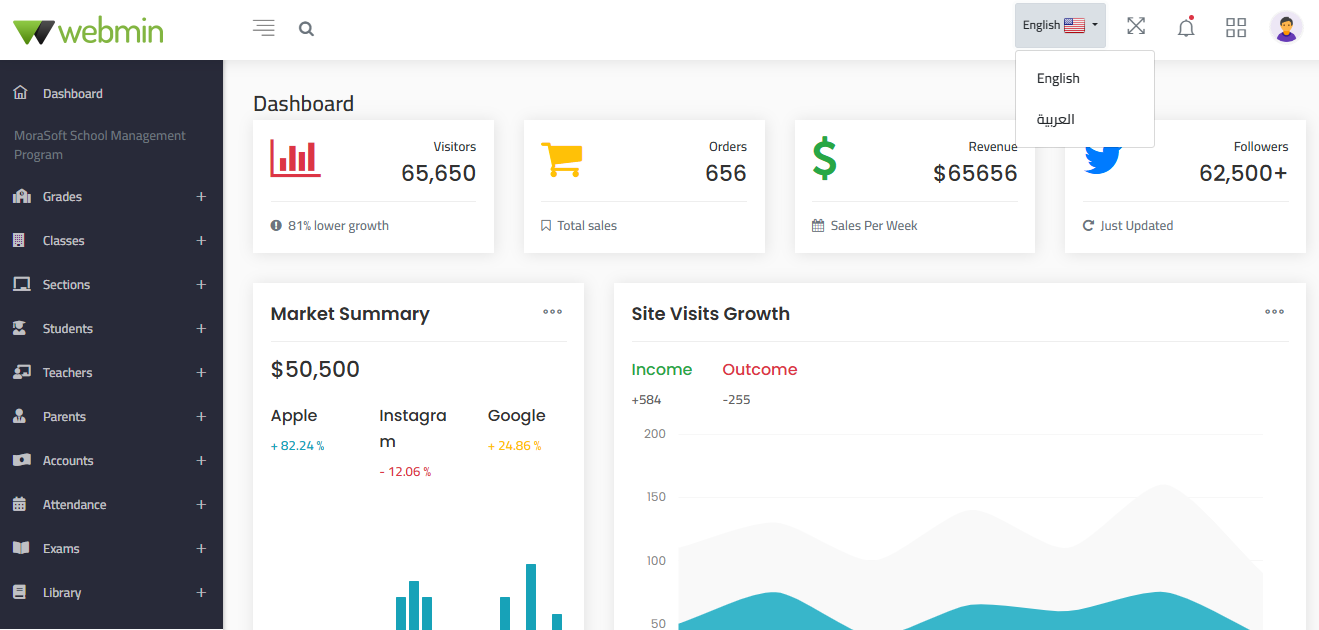 webmin
English
English
العربية
Dashboard
MoraSoft School Management
Program
Grades
Classes
Sections
Students
Teachers
Parents
Accounts
Attendance
Exams
Library
Dashboard
Visitors
65,650
81% lower growth
Orders
656
Total sales
Revenue
$65656
Sales Per Week
Followers
62,500+
Just Updated
Market Summary
$50,500
Apple
+ 82.24 %
Instagra
m
- 12.06 %
Google
+ 24.86 %
Site Visits Growth
Income
+584
Outcome
-255
200
150
100
50